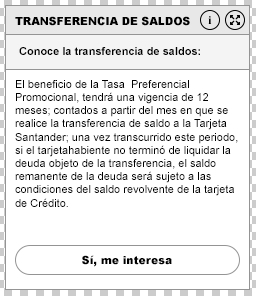 TRANSFERENCIA DE SALDOS
Conoce la transferencia de saldos:
El beneficio de la Tasa Preferencial
Promocional, tendrá una vigencia de 12
meses; contados a partir del mes en que se
realice la transferencia de saldo a la Tarjeta
Santander; una vez transcurrido este periodo,
si el tarjetahabiente no terminó de liquidar la
deuda objeto de la transferencia, el saldo
remanente de la deuda será sujeto a las
condiciones del saldo revolvente de la tarjeta
de Crédito.
Sí, me interesa